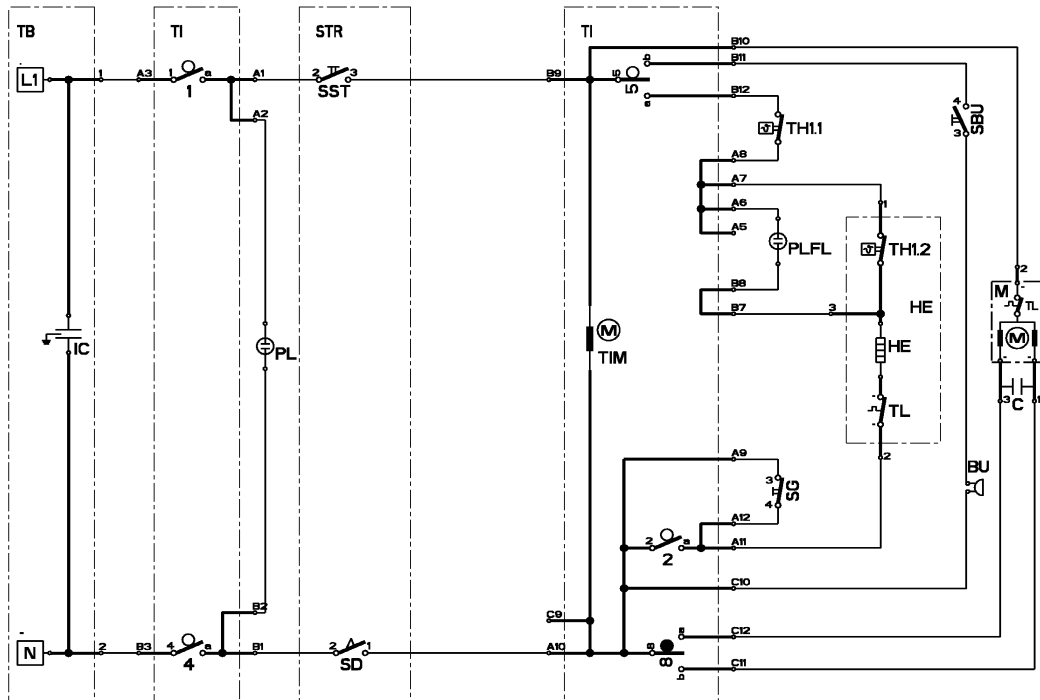 TB
TI
STR
TI
L1
1
A3
1
a
1
A1
A2
2
3
SST
B9
5
5
b
a
B10
B11
B12
TH1.1
4
3
SBU
A8
A7
A6
A5
PLFL
1
TH1.2
HE
B8
B7
3
HE
TL
2
2
M
TL
M
3
C
1
IC
PL
M
TIM
A9
3
4
SG
A12
A11
2
a
2
BU
C10
C9
B2
-
N
2
B3
4
a
4
B1
2
1
SD
A10
8
8
a
b
C12
C11